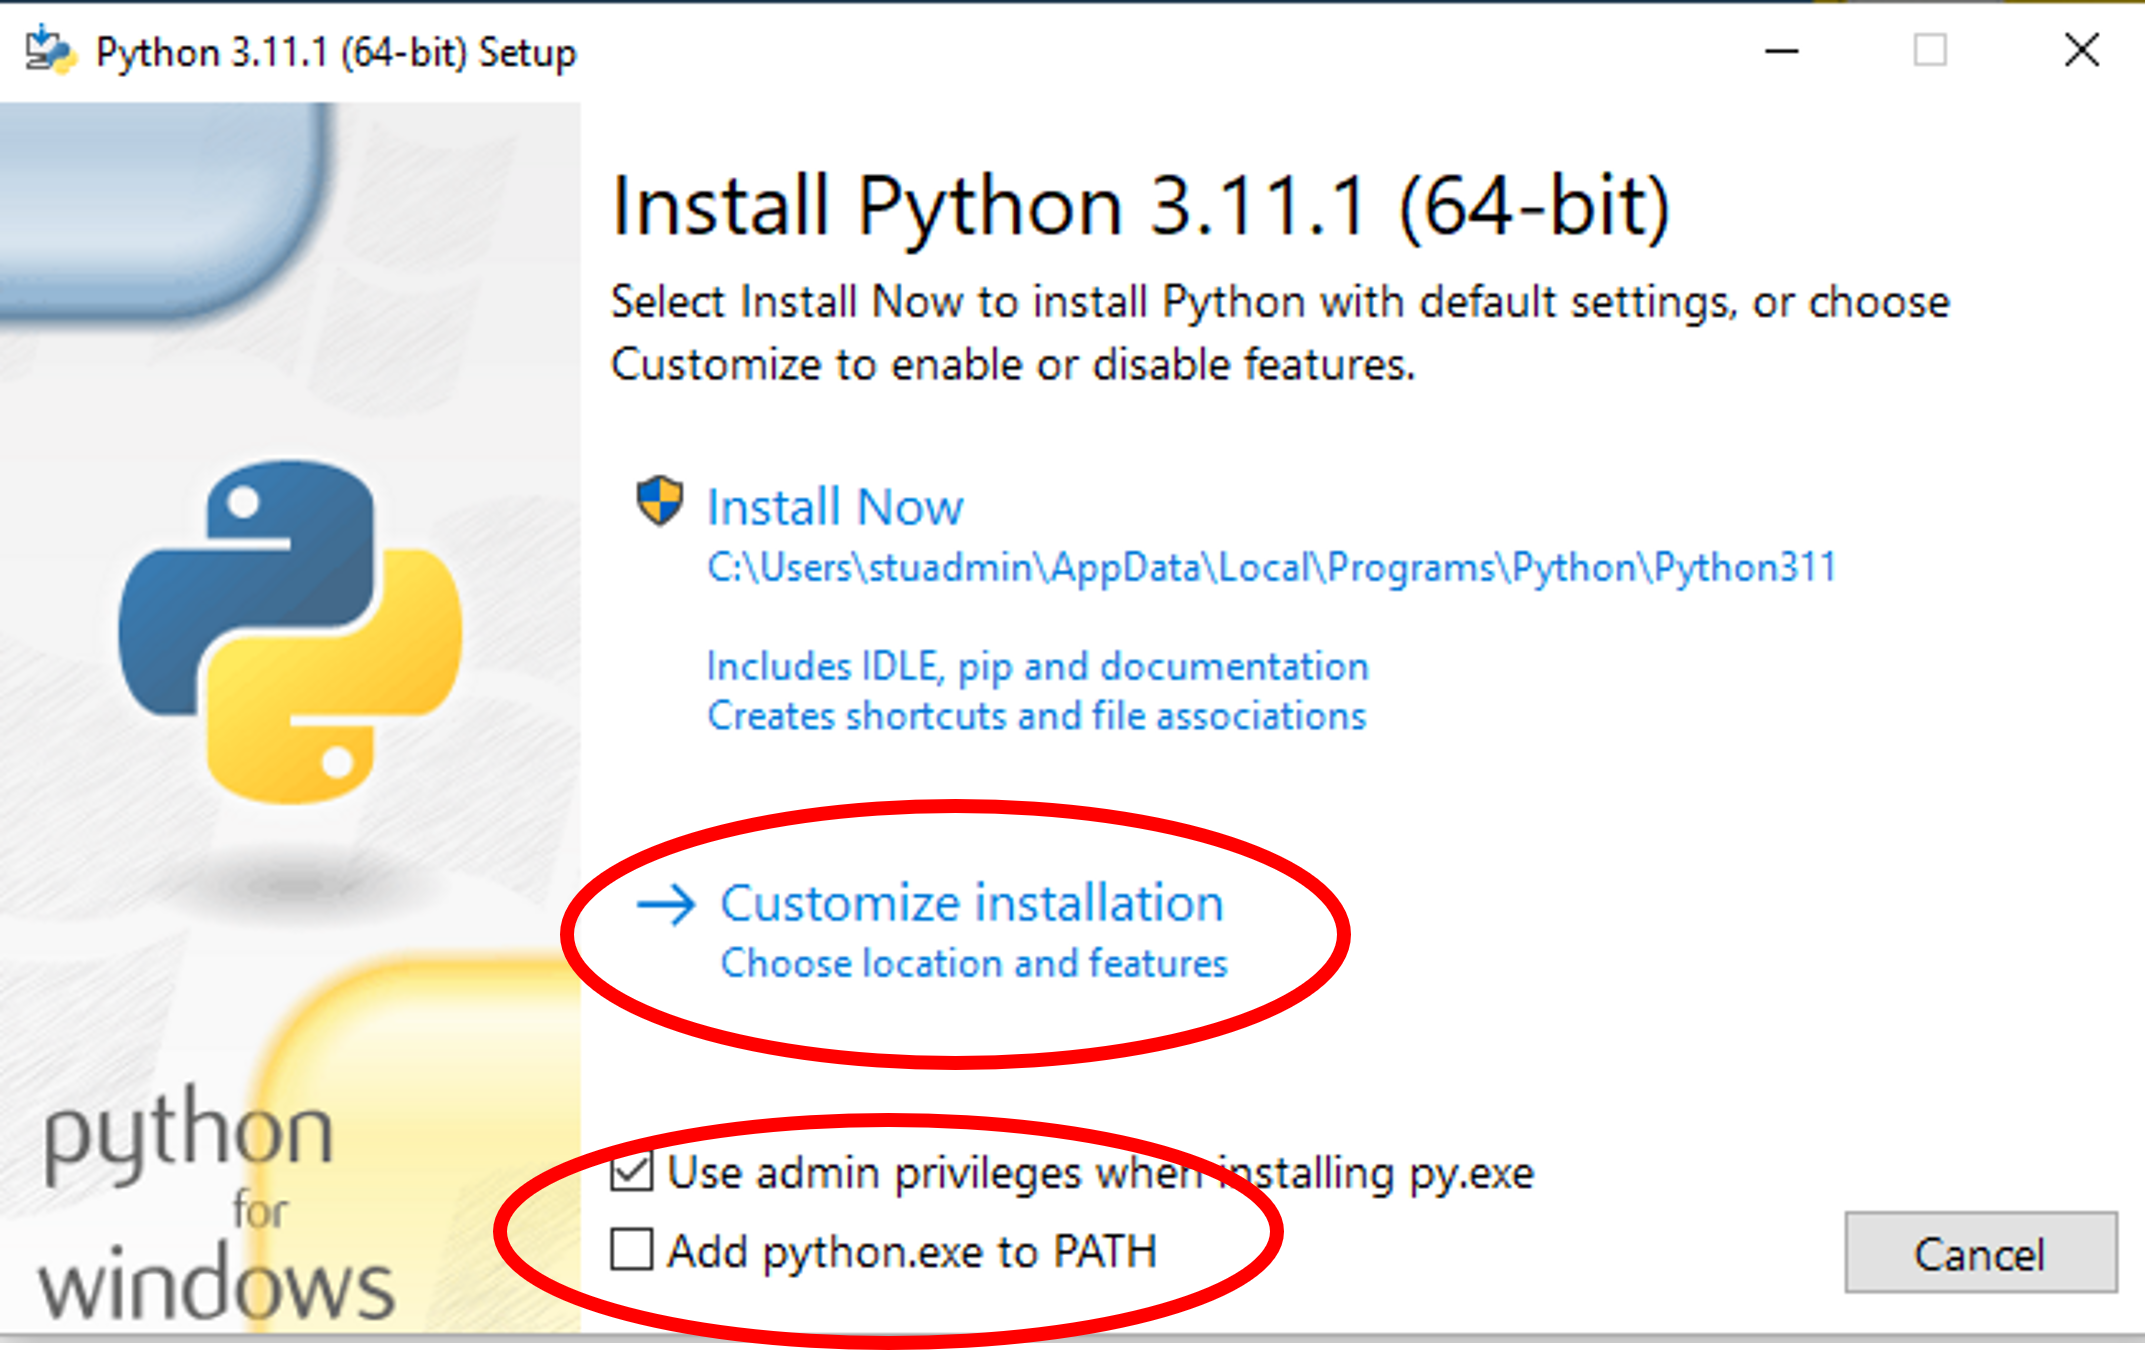 Python 3.11.1 (64-bit) Setup
Install Python 3.11.1 (64-bit)
Select Install Now to install Python with default settings, or choose
Customize to enable or disable features.
Install Now
C:\Users\stuadmin\AppData\Local\Programs\Python\Python311
Includes IDLE, pip and documentation
Creates shortcuts and file associations
Customize installation
Choose location and features
Use admin privileges when installing py.exe
Add python.exe to PATH
Cancel
python
for
windows